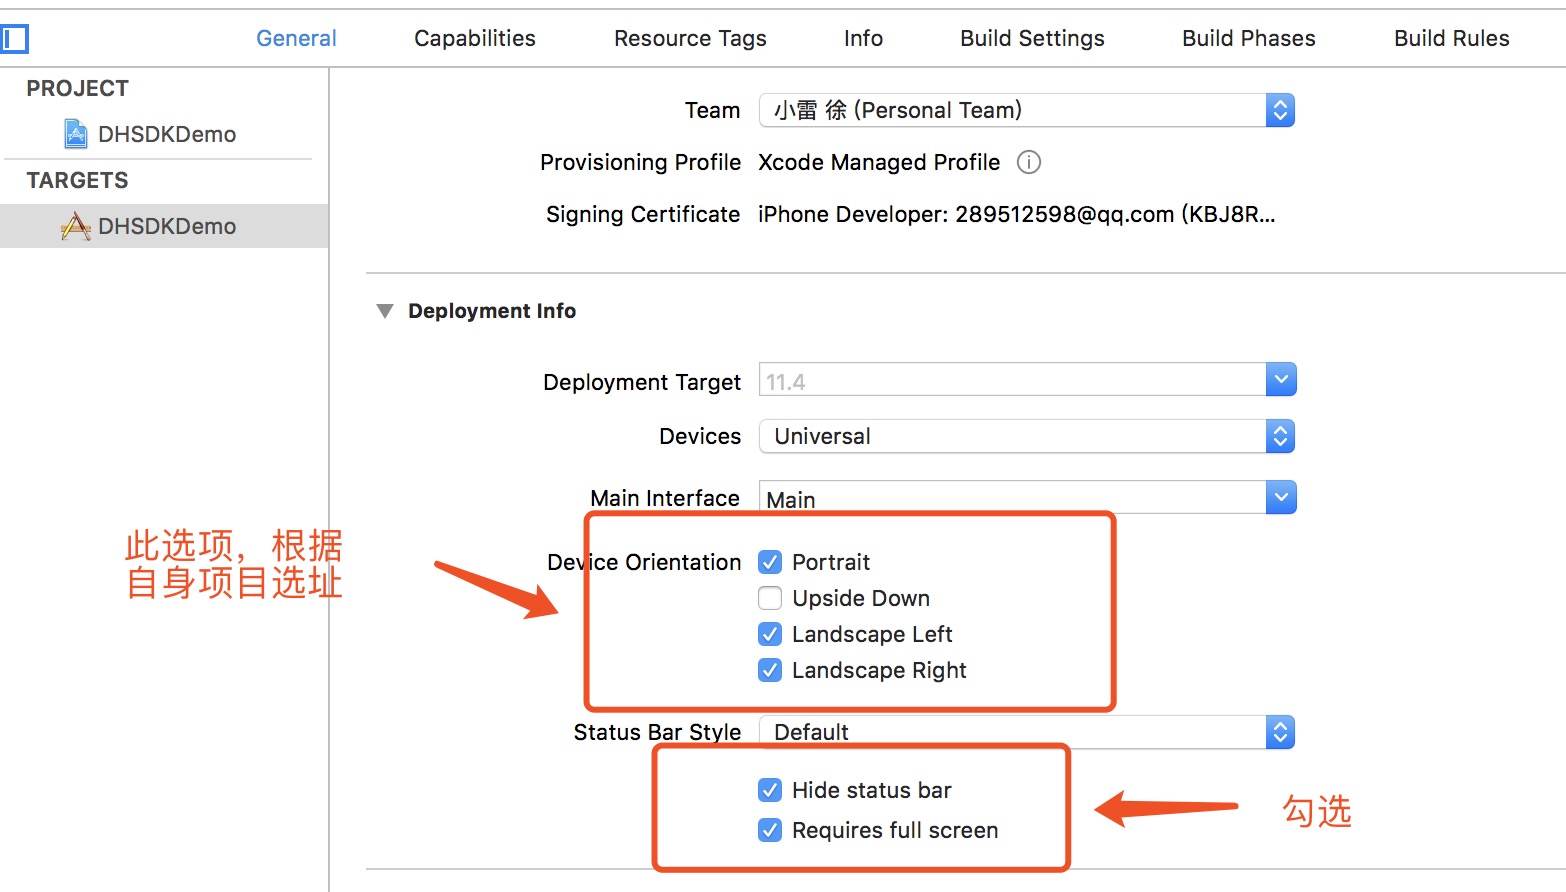 General Capabilities Resource Tags Info Build Settings Build Phases Build Rules
PROJECT
DHSDKDemo
TARGETS
DHSDKDemo
Team 小雷 徐 (Personal Team)
Provisioning Profile Xcode Managed Profile
Signing Certificate iPhone Developer: 289512598@qq.com (KBJ8R...
Deployment Info
Deployment Target 11.4
Devices Universal
Main Interface Main
此选项，根据
自身项目选址
Device Orientation Portrait
Upside Down
Landscape Left
Landscape Right
Status Bar Style Default
Hide status bar
Requires full screen
勾选